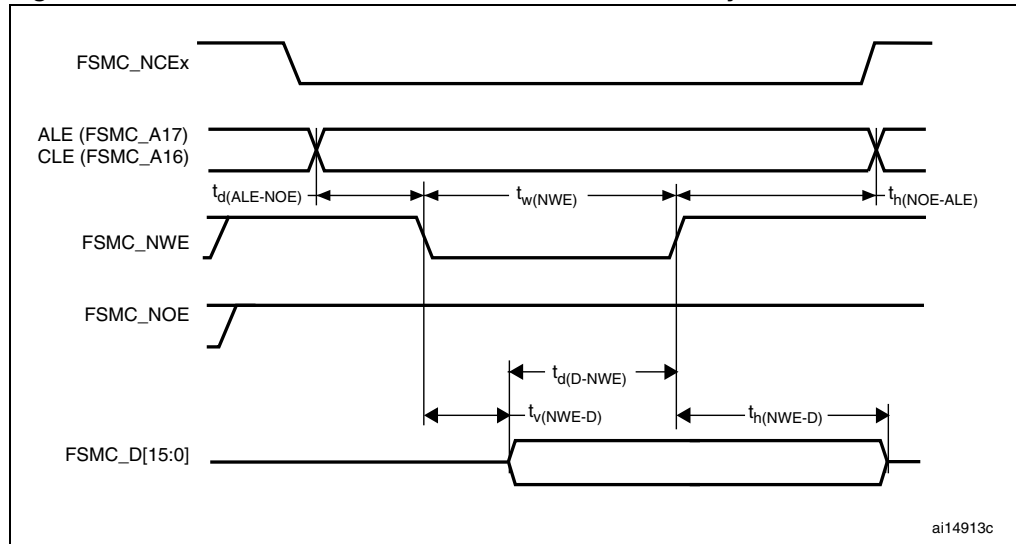 FSMC_NCEx
ALE (FSMC_A17)
CLE (FSMC_A16)
td(ALE-NOE)
tw(NWE)
th(NOE-ALE)
FSMC_NWE
FSMC_NOE
td(D-NWE)
tv(NWE-D)
th(NWE-D)
FSMC_D[15:0]
ai14913c